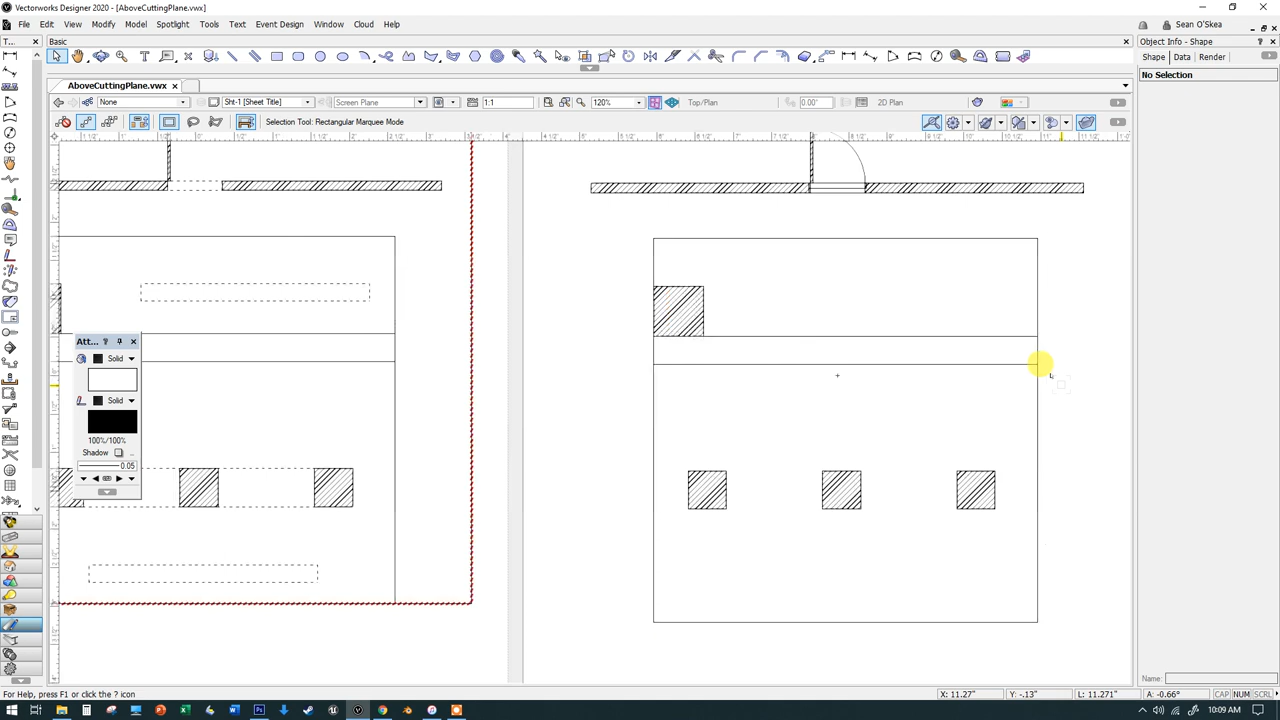 Vectorworks Designer 2020 - [AboveCuttingPlane.vwx]
File Edit View Modify Model Spotlight Tools Text Event Design Window Cloud Help
Sean O'Skea
T...
Basic
Object Info - Shape
Shape Data Render
AboveCuttingPlane.vwx
No Selection
None
Sht-1 [Sheet Title]
Screen Plane
1:1
120%
Top/Plan
0.00°
2D Plan
Selection Tool: Rectangular Marquee Mode
Att...
Solid
Solid
100%/100%
Shadow
0.05
Name:
For Help, press F1 or click the ? icon
X: 11.27"
Y: -.13"
L: 11.271"
A: -0.66°
CAP NUM SCRL
10:09 AM